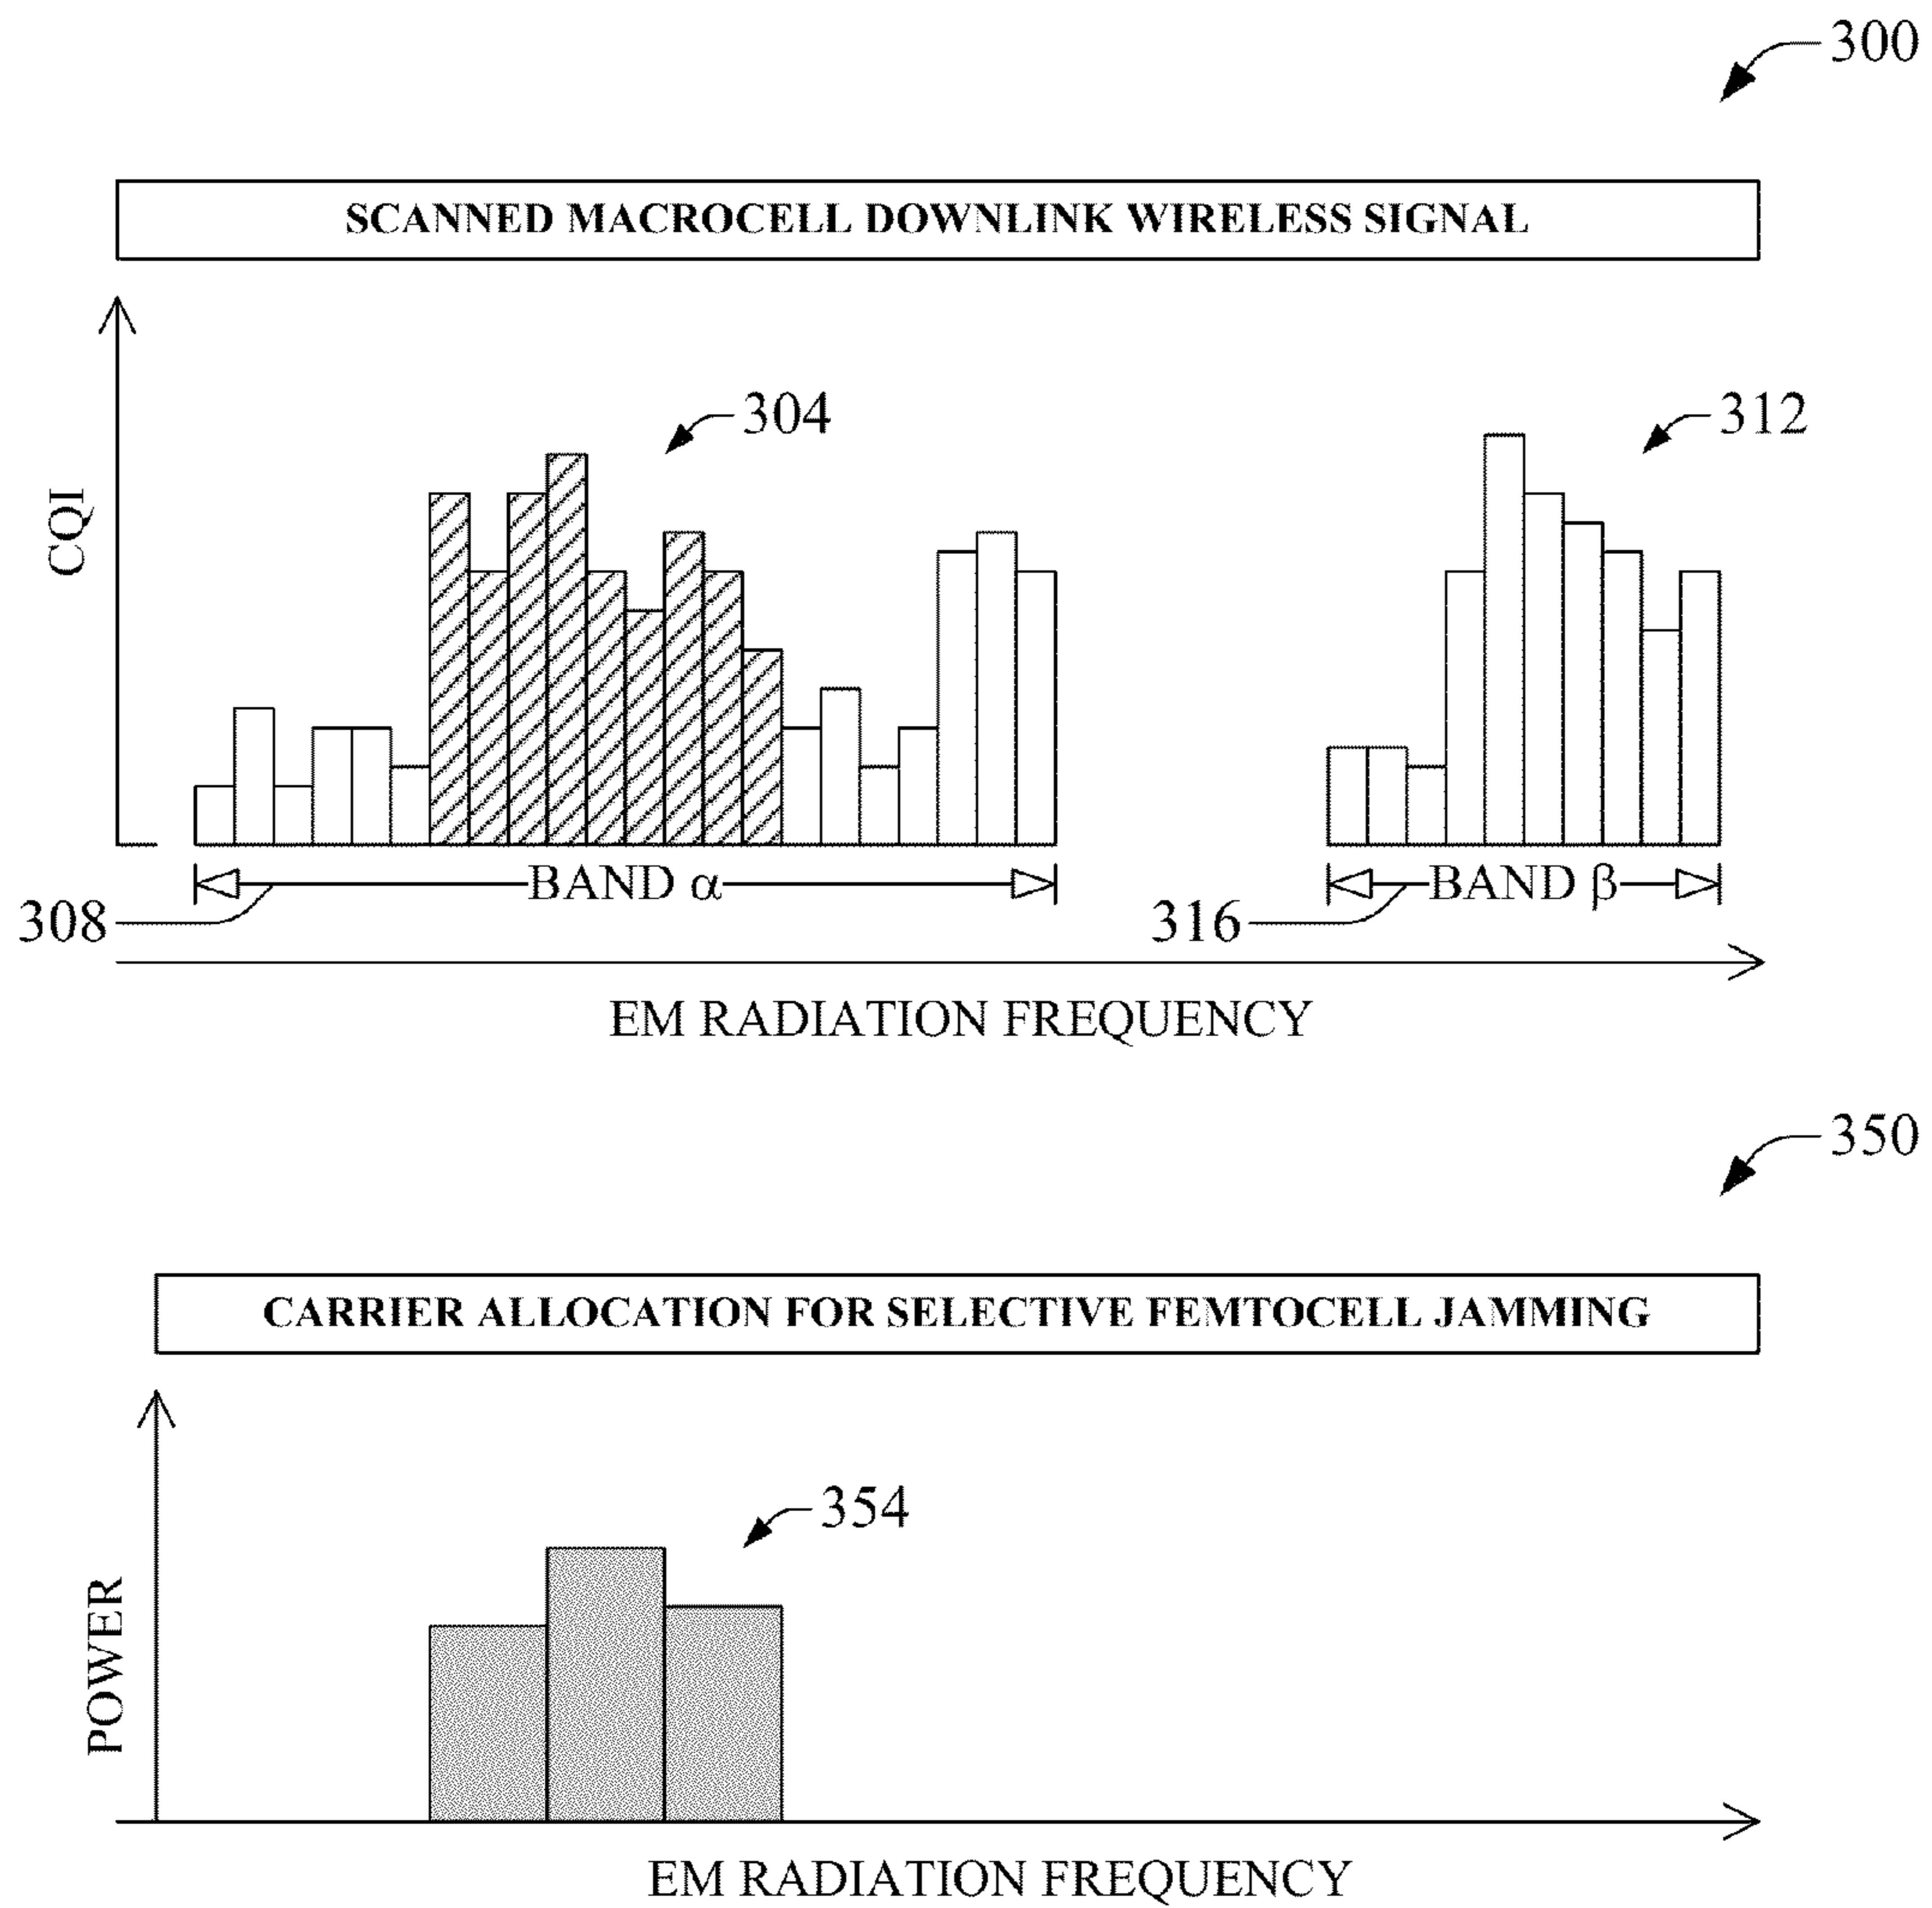 300
SCANNED MACROCELL DOWNLINK WIRELESS SIGNAL
304
312
CQI
BAND α
BAND β
308
316
EM RADIATION FREQUENCY
350
CARRIER ALLOCATION FOR SELECTIVE FEMTOCELL JAMMING
354
POWER
EM RADIATION FREQUENCY